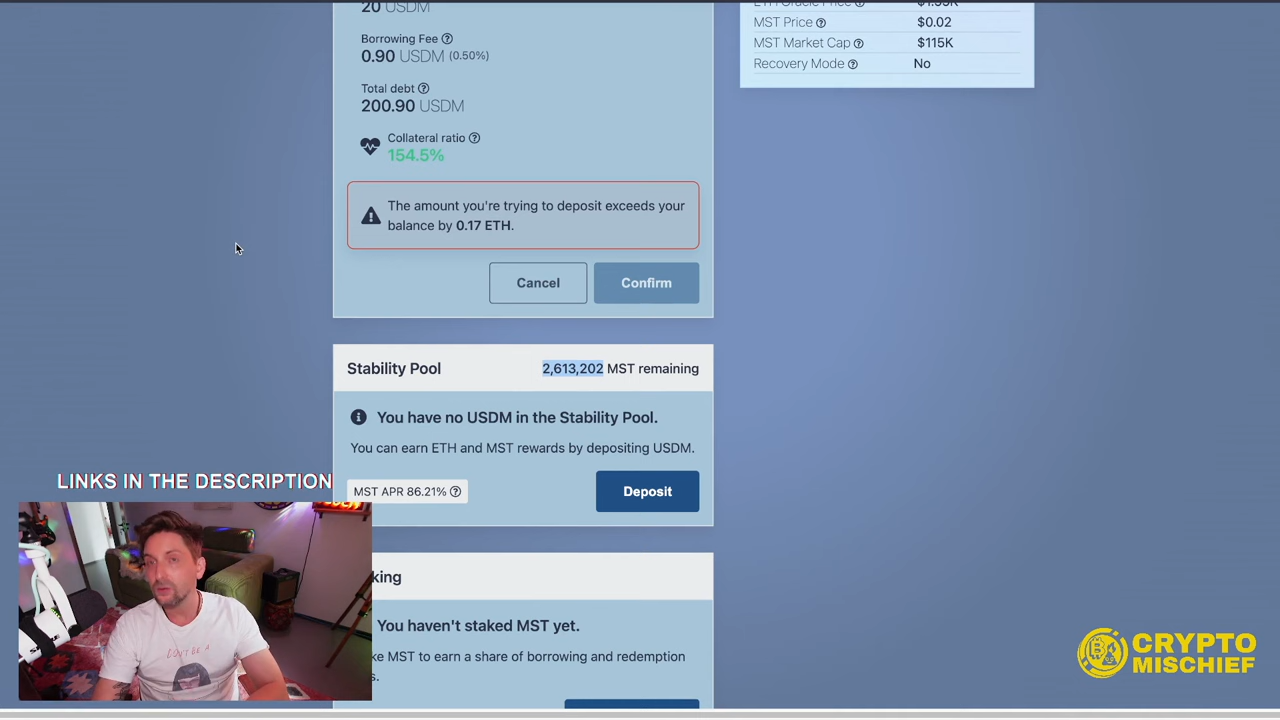 20 USDM
Borrowing Fee
0.90 USDM (0.50%)
Total debt
200.90 USDM
Collateral ratio
154.5%
The amount you're trying to deposit exceeds your
balance by 0.17 ETH.
Cancel
Confirm
ETH Oracle Price
MST Price $0.02
MST Market Cap $115K
Recovery Mode No
Stability Pool
2,613,202 MST remaining
You have no USDM in the Stability Pool.
You can earn ETH and MST rewards by depositing USDM.
MST APR 86.21%
Deposit
king
You haven't staked MST yet.
ke MST to earn a share of borrowing and redemption
s.
LINKS IN THE DESCRIPTION
CRYPTO
MISCHIEF